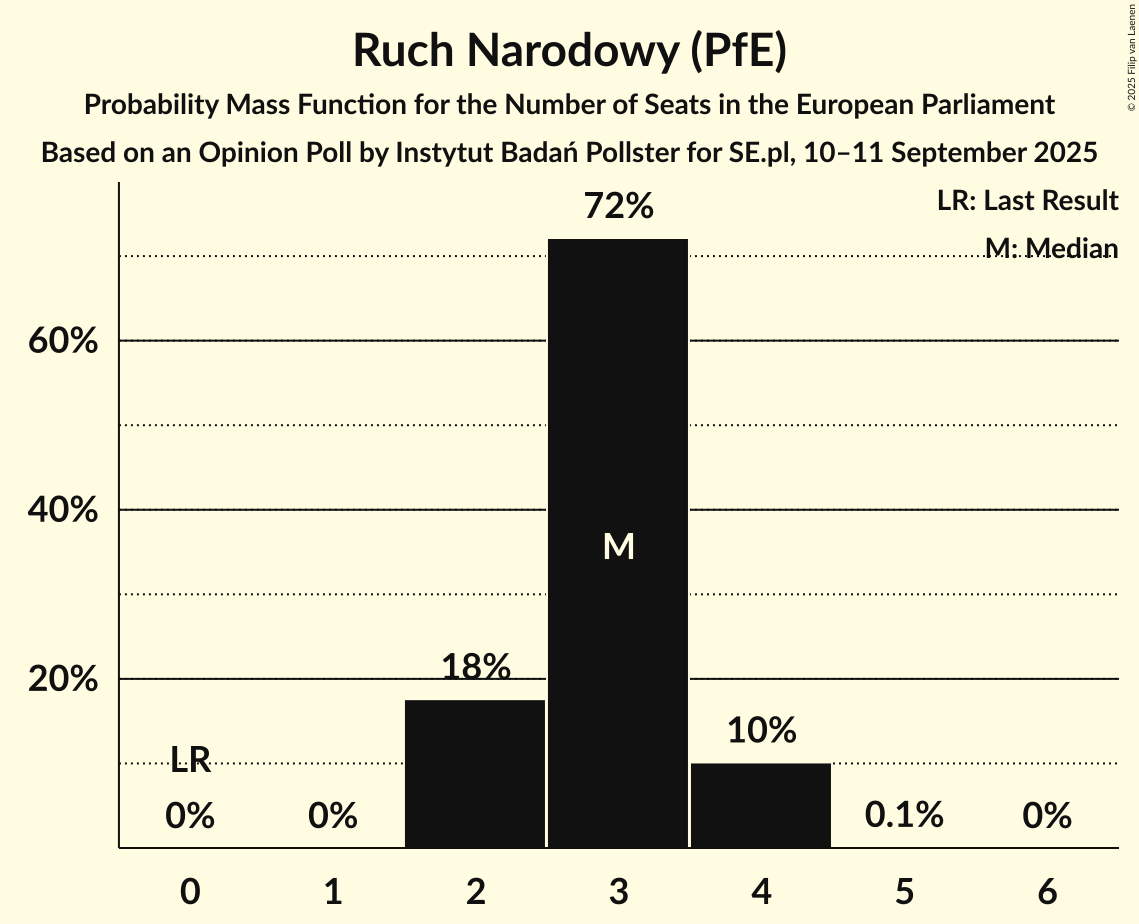 Ruch Narodowy (PfE)
Probability Mass Function for the Number of Seats in the European Parliament
Based on an Opinion Poll by Instytut Badań Pollster for SE.pl, 10–11 September 2025
© 2025 Filip van Laenen
LR: Last Result
M: Median
72%
60%
40%
M
18%
20%
10%
LR
0%
0%
0.1%
0%
0
1
2
3
4
5
6